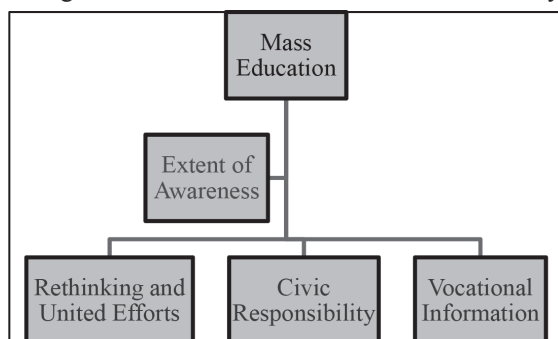 Mass
Education
Extent of
Awareness
Rethinking and
United Efforts
Civic
Responsibility
Vocational
Information